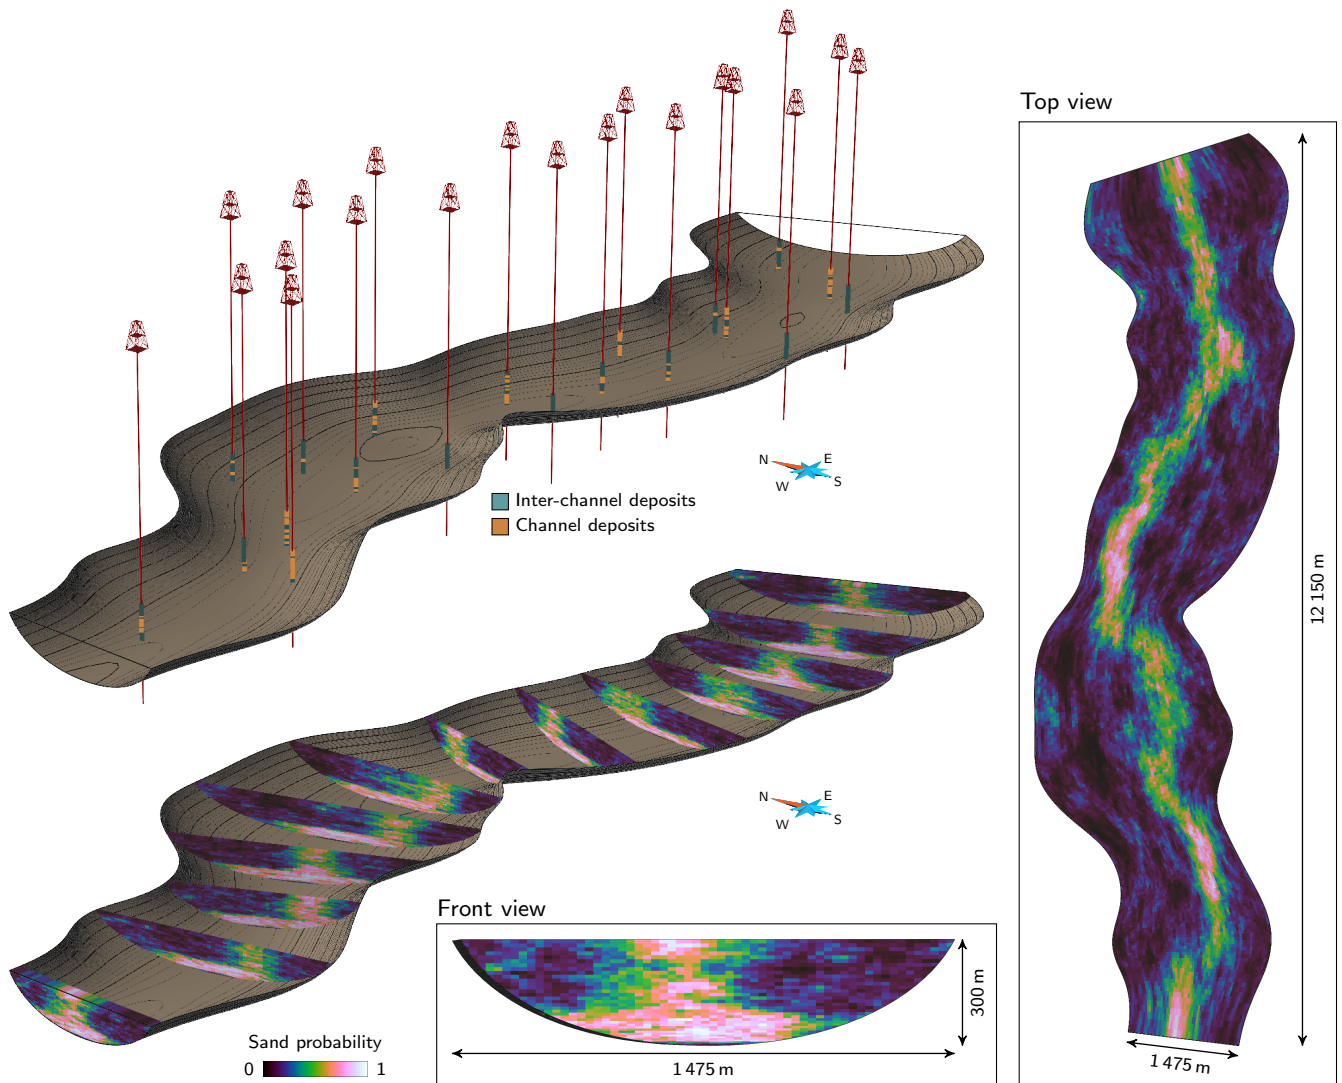 Top view
N
E
W
S
Inter-channel deposits
Channel deposits
12 150 m
N
E
W
S
Front view
300 m
1 475 m
Sand probability
0
1
1 475 m